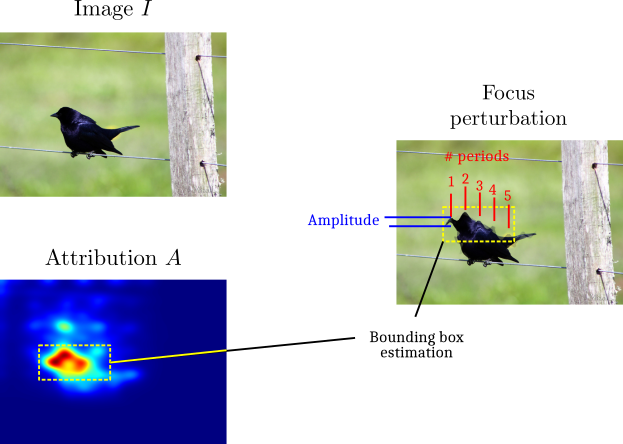 Image I
Focus
perturbation
# periods
1 2 3 4 5
Amplitude
Attribution A
Bounding box
estimation